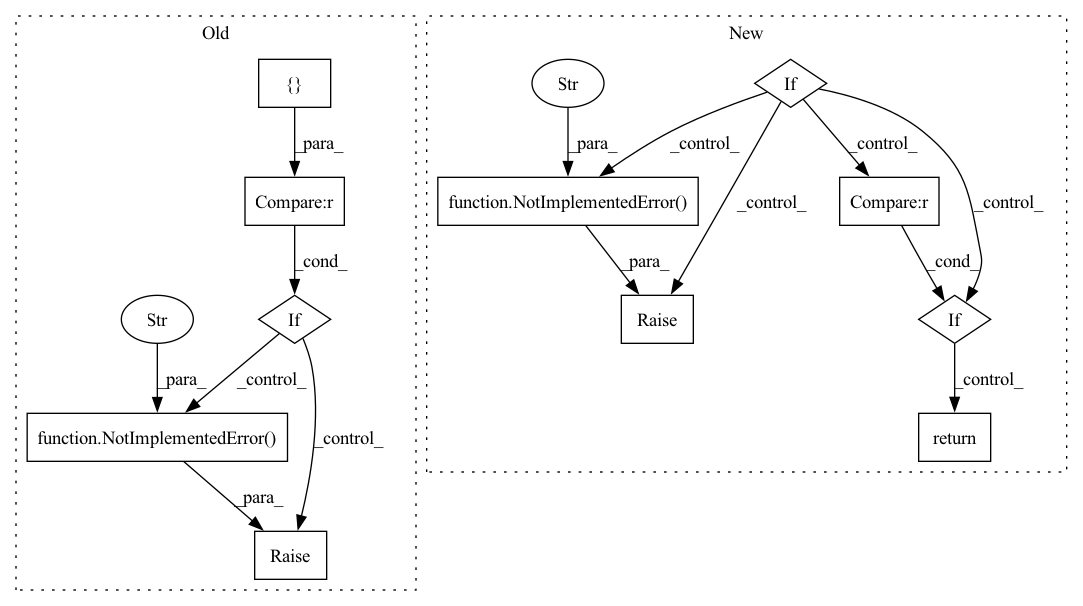 Old
{}
_para_
Compare:r
_cond_
Str
If
_para_
_control_
function.NotImplementedError()
_control_
_para_
Raise
New
Str
If
_para_
_control_
_control_
function.NotImplementedError()
_control_
Compare:r
_control_
_para_
_cond_
Raise
If
_control_
return